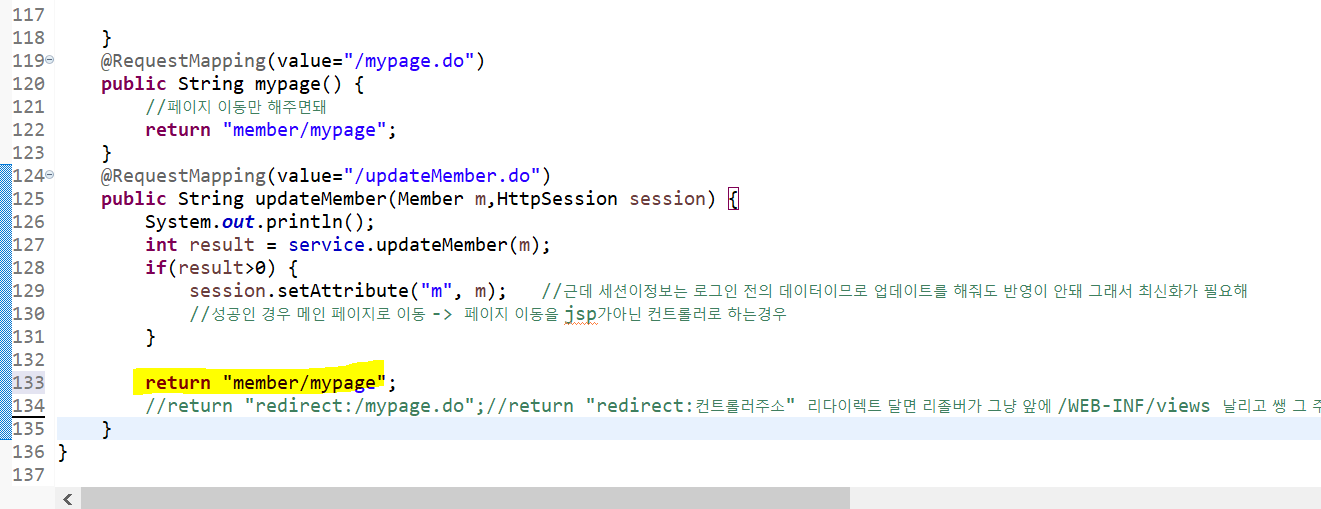 117
118 }
119 @RequestMapping(value="/mypage.do")
120 public String mypage() {
121 //페이지 이동만 해주면돼
122 return "member/mypage";
123 }
124 @RequestMapping(value="/updateMember.do")
125 public String updateMember(Member m,HttpSession session) {
126 System.out.println();
127 int result = service.updateMember(m);
128 if(result>0) {
129 session.setAttribute("m", m); //근데 세션이정보는 로그인 전의 데이터이므로 업데이트를 해줘도 반영이 안돼 그래서 최신화가 필요해
130 //성공인 경우 메인 페이지로 이동 -> 페이지 이동을 jsp가아닌 컨트롤러로 하는경우
131 }
132
133 return "member/mypage";
134 //return "redirect:/mypage.do";//return "redirect:컨트롤러주소" 리다이렉트 달면 리졸버가 그냥 앞에 /WEB-INF/views 날리고 쌩 그
135 }
136 }
137